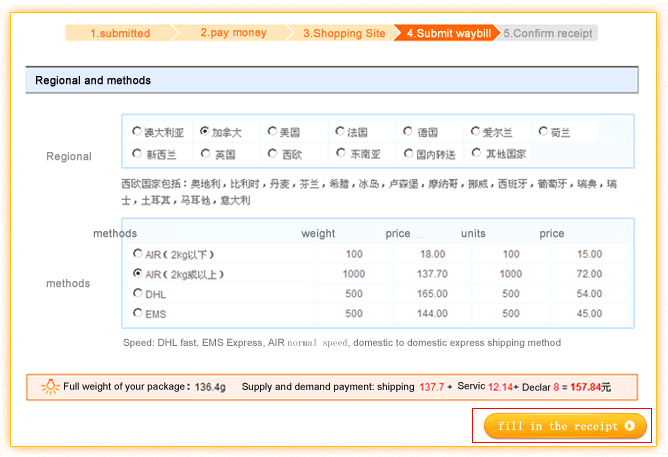 1.submitted 2.pay money 3.Shopping Site 4.Submit waybill 5.Confirm receipt
Regional and methods
Regional
澳大利亚 加拿大 美国 法国 德国 爱尔兰 荷兰
新西兰 英国 西欧 东南亚 国内转送 其他国家
西欧国家包括：奥地利，比利时，丹麦，芬兰，希腊，冰岛，卢森堡，摩纳哥，挪威，西班牙，葡萄牙，瑞典，瑞
士，土耳其，马耳他，意大利
methods weight price units price
methods
AIR（2kg以下） 100 18.00 100 15.00
AIR（2kg或以上） 1000 137.70 1000 72.00
DHL 500 165.00 500 54.00
EMS 500 144.00 500 45.00
Speed: DHL fast, EMS Express, AIR normal speed, domestic to domestic express shipping method
Full weight of your package：136.4g Supply and demand payment: shipping 137.7 + Servic 12.14+ Declar 8 = 157.84元
fill in the receipt